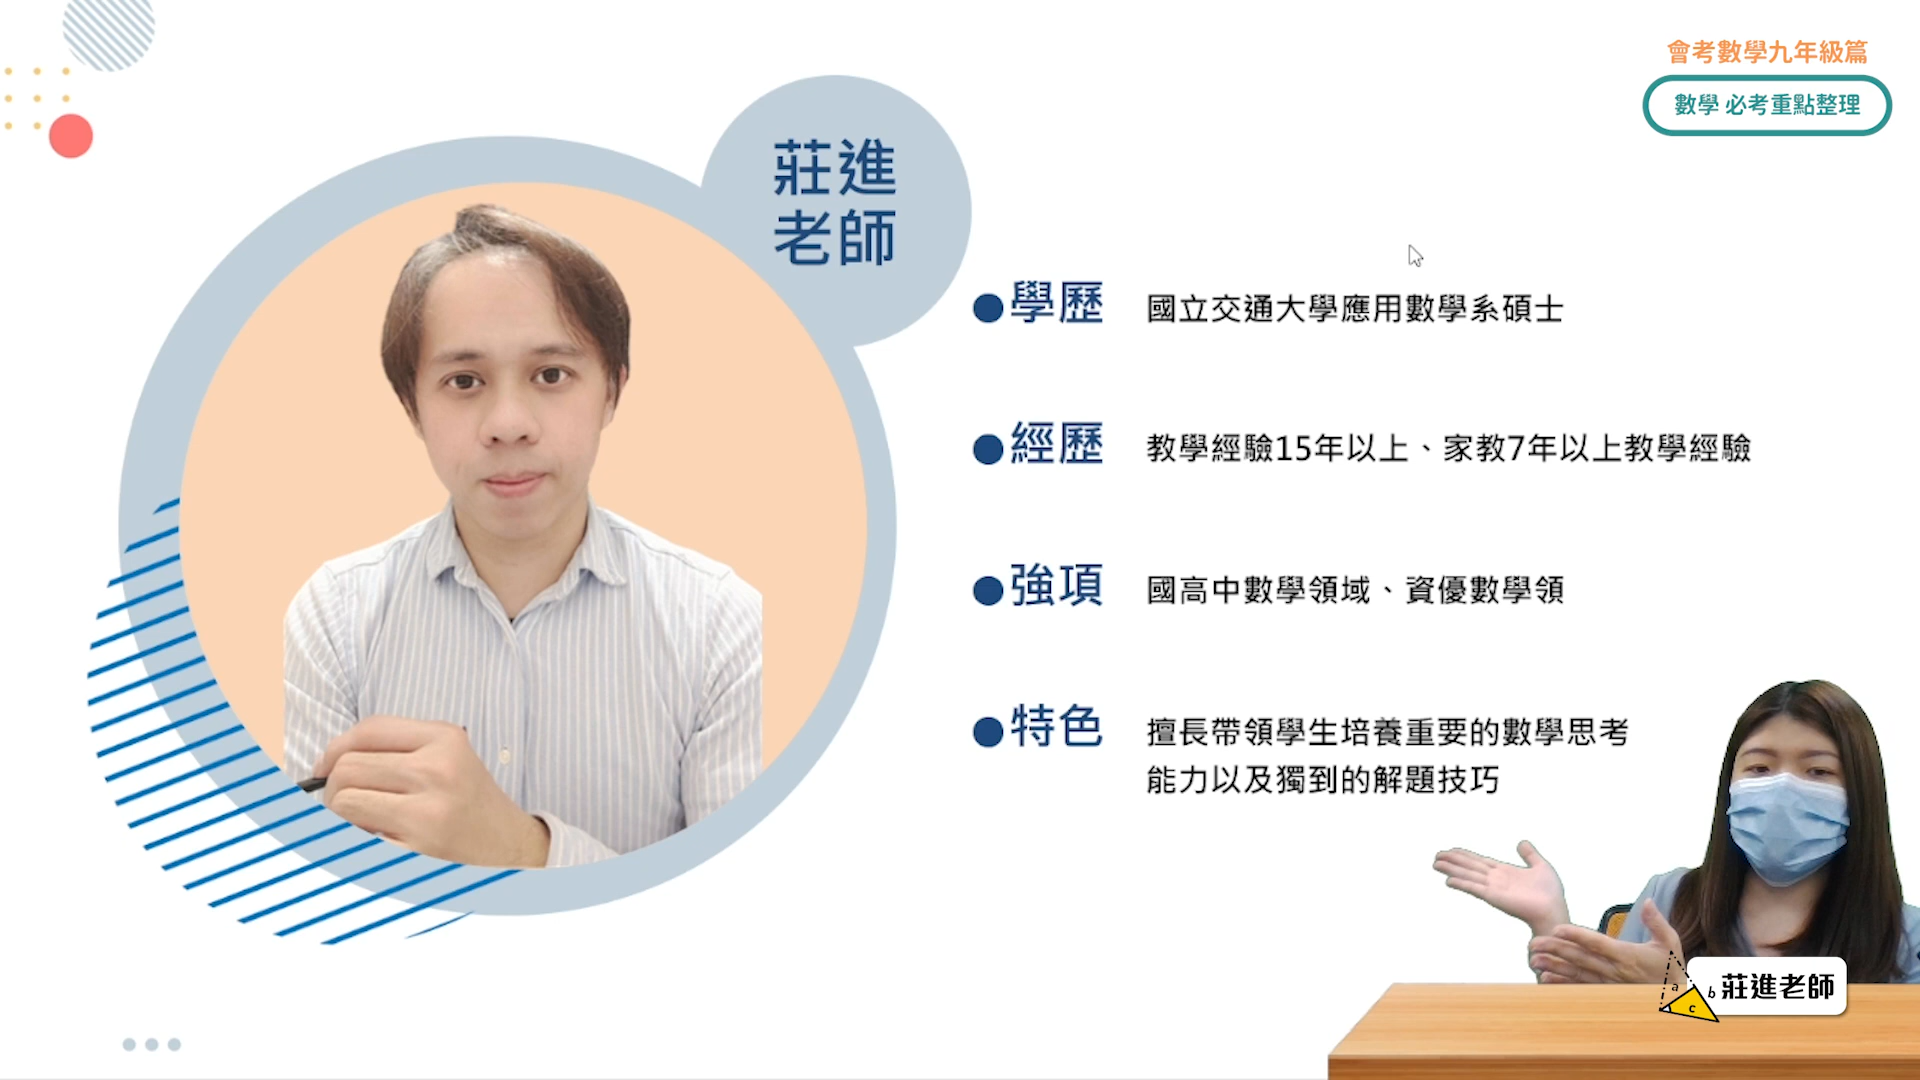 會考數學九年級篇
數學 必考重點整理
莊進
老師
學歷 國立交通大學應用數學系碩士
經歷 教學經驗15年以上、家教7年以上教學經驗
強項 國高中數學領域、資優數學領
特色 擅長帶領學生培養重要的數學思考
能力以及獨到的解題技巧
a b c
莊進老師